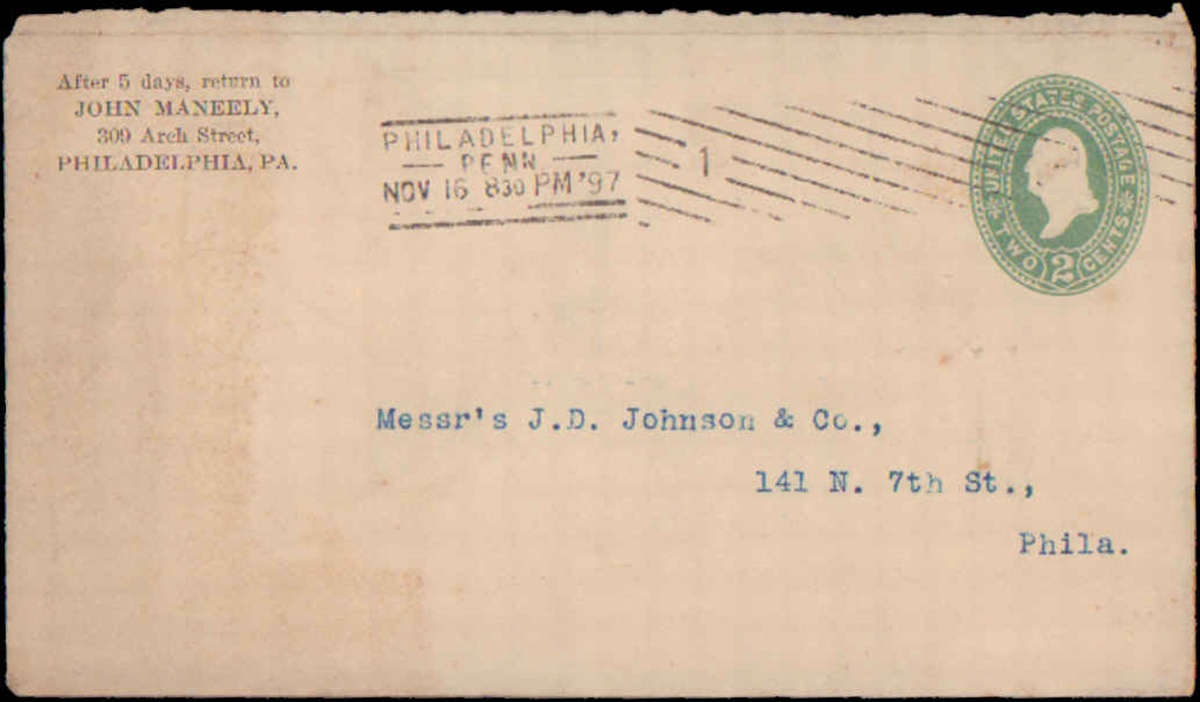 After 5 days, return to
JOHN MANEELY,
309 Arch Street,
PHILADELPHIA, PA.
PHILADELPHIA,
PENN
NOV 16 830 PM '97
1
UNITED STATES POSTAGE
TWO 2 CENTS
Messr's J.D. Johnson & Co.,
141 N. 7th St.,
Phila.